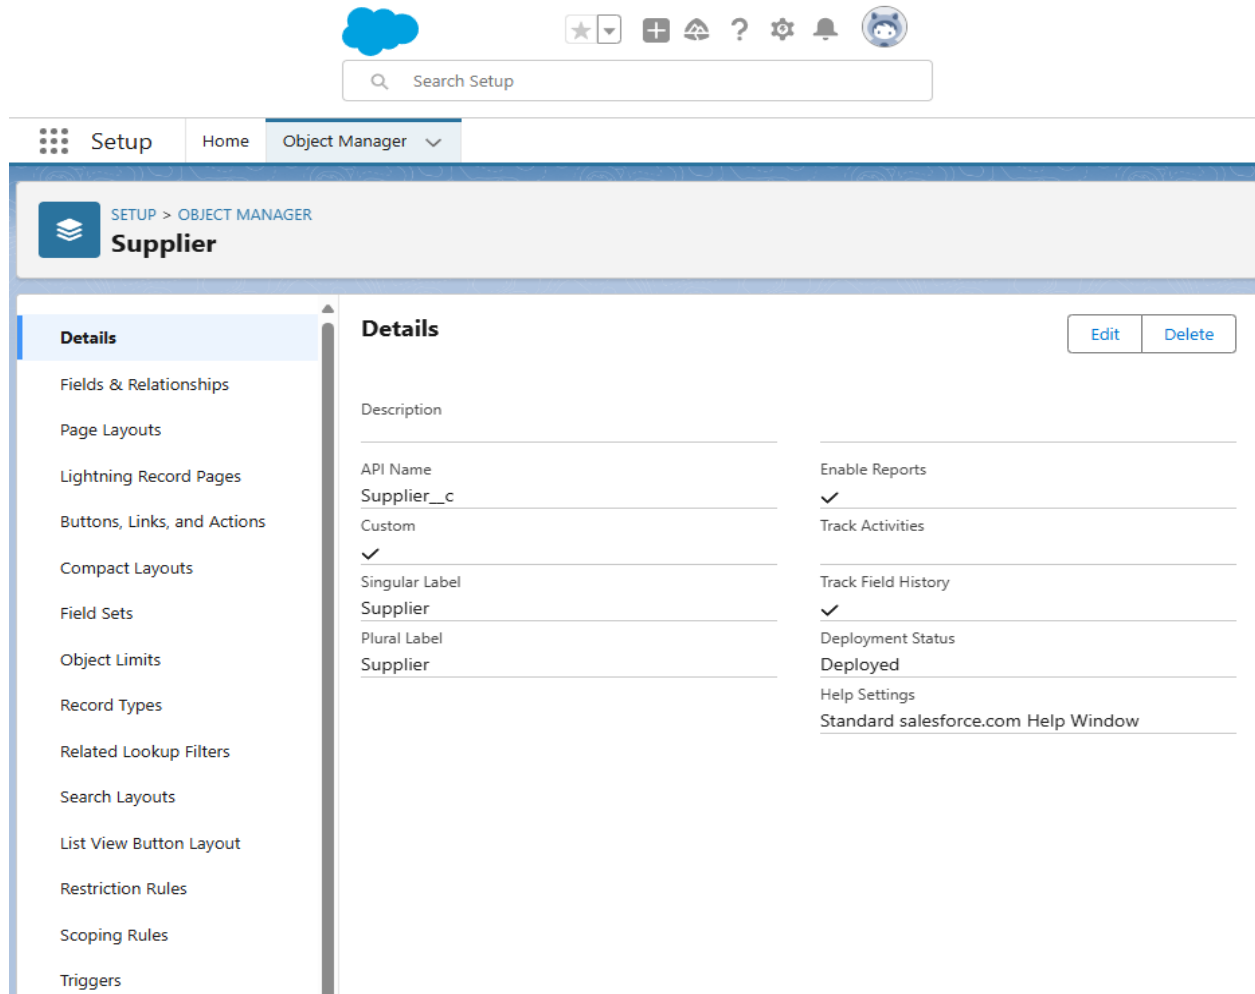 Search Setup
Setup
Home
Object Manager
SETUP > OBJECT MANAGER
Supplier
Details
Fields & Relationships
Page Layouts
Lightning Record Pages
Buttons, Links, and Actions
Compact Layouts
Field Sets
Object Limits
Record Types
Related Lookup Filters
Search Layouts
List View Button Layout
Restriction Rules
Scoping Rules
Triggers
Details
Edit
Delete
Description
API Name
Supplier__c
Custom
Singular Label
Supplier
Plural Label
Supplier
Enable Reports
Track Activities
Track Field History
Deployment Status
Deployed
Help Settings
Standard salesforce.com Help Window